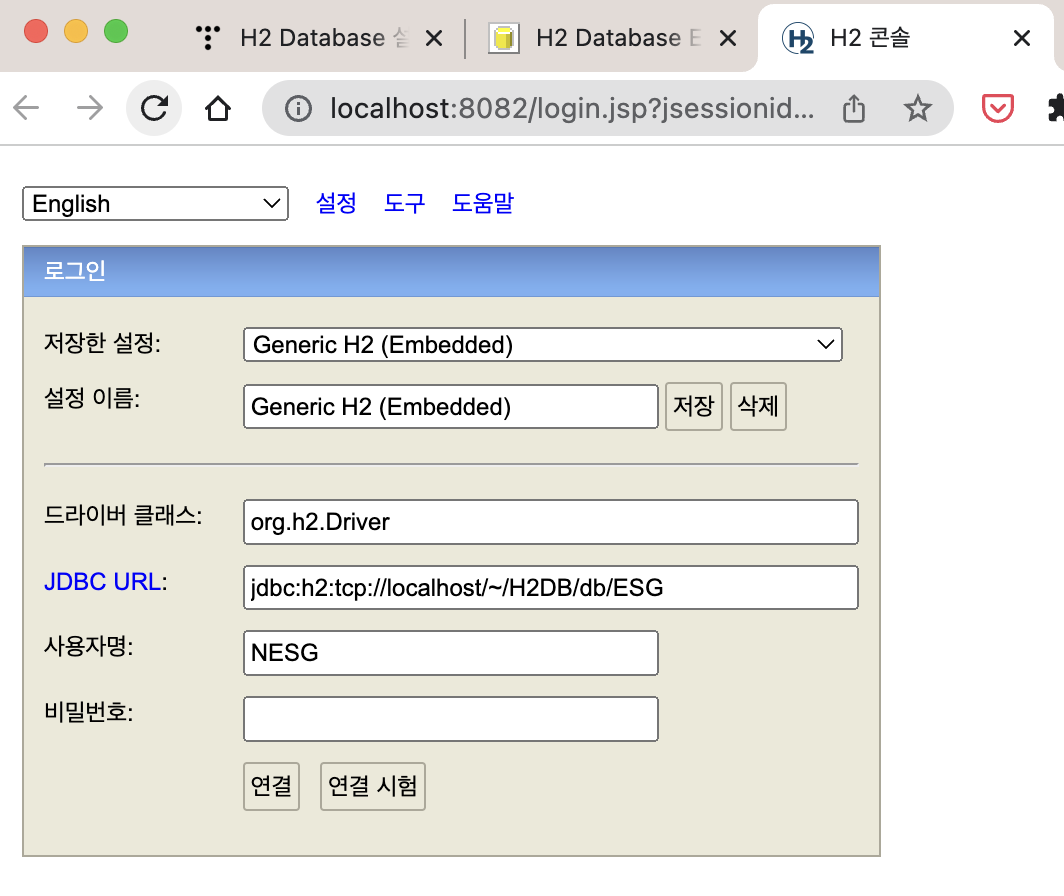 H2 Database 설
H2 Database E
H2 콘솔
localhost:8082/login.jsp?jsessionid...
English 설정 도구 도움말
로그인
저장한 설정: Generic H2 (Embedded)
설정 이름: Generic H2 (Embedded) 저장 삭제
드라이버 클래스: org.h2.Driver
JDBC URL: jdbc:h2:tcp://localhost/~/H2DB/db/ESG
사용자명: NESG
비밀번호:
연결 연결 시험